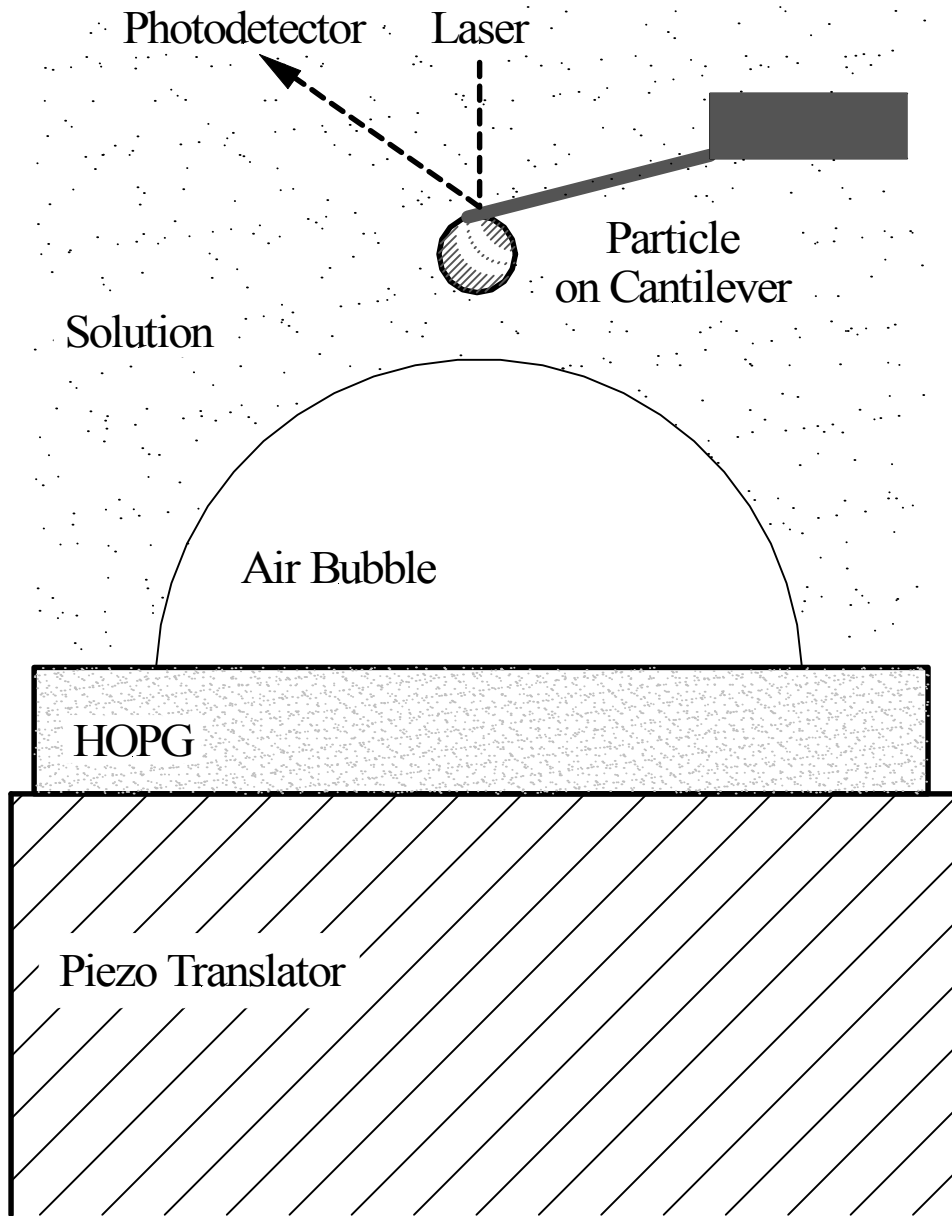 Photodetector
Laser
Particle
on Cantilever
Solution
Air Bubble
HOPG
Piezo Translator